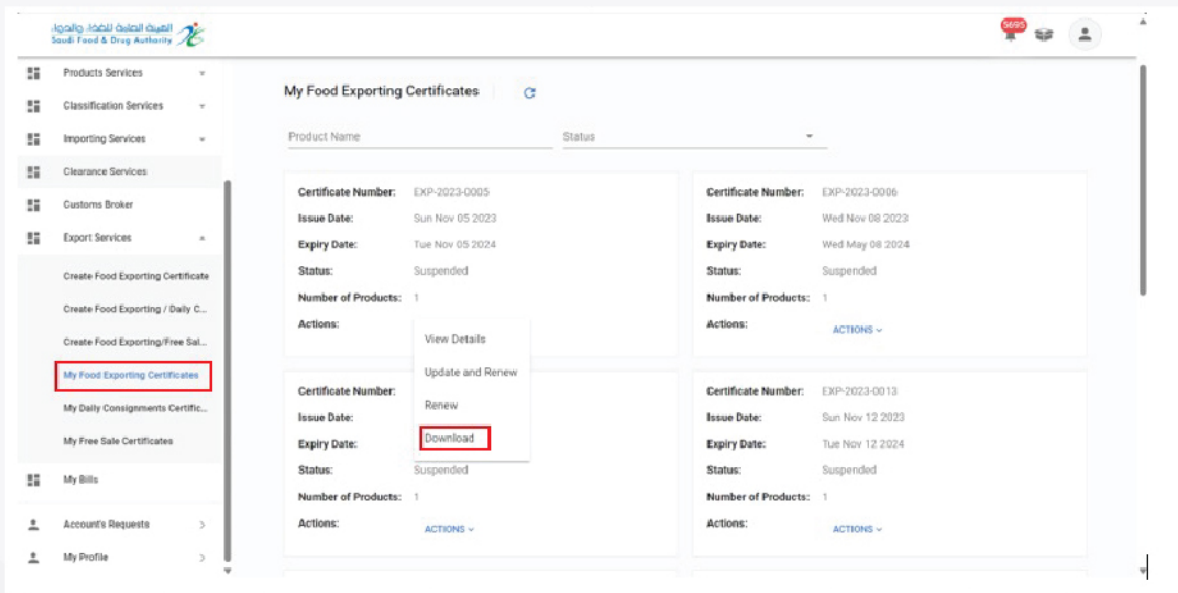 الهيئة العامة للغذاء والدواء
Saudi Food & Drug Authority
5695
Products Services
Classification Services
Importing Services
Clearance Services
Customs Broker
Export Services
Create Food Exporting Certificate
Create Food Exporting / Daily C...
Create Food Exporting/Free Sal...
My Food Exporting Certificates
My Daily Consignments Certific...
My Free Sale Certificates
My Bills
Account's Requests
My Profile
My Food Exporting Certificates
Product Name
Status
Certificate Number: EXP-2023-0005
Issue Date: Sun Nov 05 2023
Expiry Date: Tue Nov 05 2024
Status: Suspended
Number of Products: 1
Actions:
View Details
Update and Renew
Renew
Download
Certificate Number: EXP-2023-0006
Issue Date: Wed Nov 08 2023
Expiry Date: Wed May 08 2024
Status: Suspended
Number of Products: 1
Actions: ACTIONS
Certificate Number:
Issue Date:
Expiry Date:
Status: Suspended
Number of Products: 1
Actions: ACTIONS
Certificate Number: EXP-2023-0013
Issue Date: Sun Nov 12 2023
Expiry Date: Tue Nov 12 2024
Status: Suspended
Number of Products: 1
Actions: ACTIONS